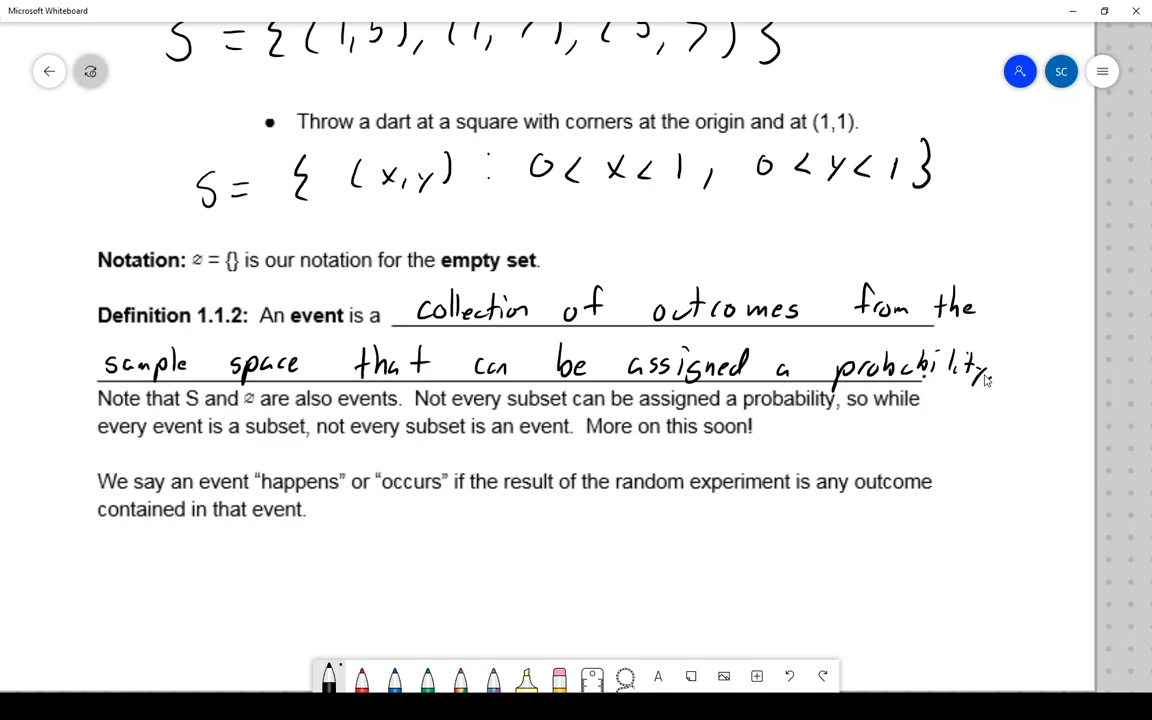 Microsoft Whiteboard
S = {(1,5), (1,7), (5,7)}
SC
• Throw a dart at a square with corners at the origin and at (1,1).
S = { (x,y) : 0 < x < 1, 0 < y < 1 }
Notation: ∅ = {} is our notation for the empty set.
Definition 1.1.2: An event is a collection of outcomes from the
sample space that can be assigned a probability.
Note that S and ∅ are also events. Not every subset can be assigned a probability, so while
every event is a subset, not every subset is an event. More on this soon!
We say an event “happens” or “occurs” if the result of the random experiment is any outcome
contained in that event.
A